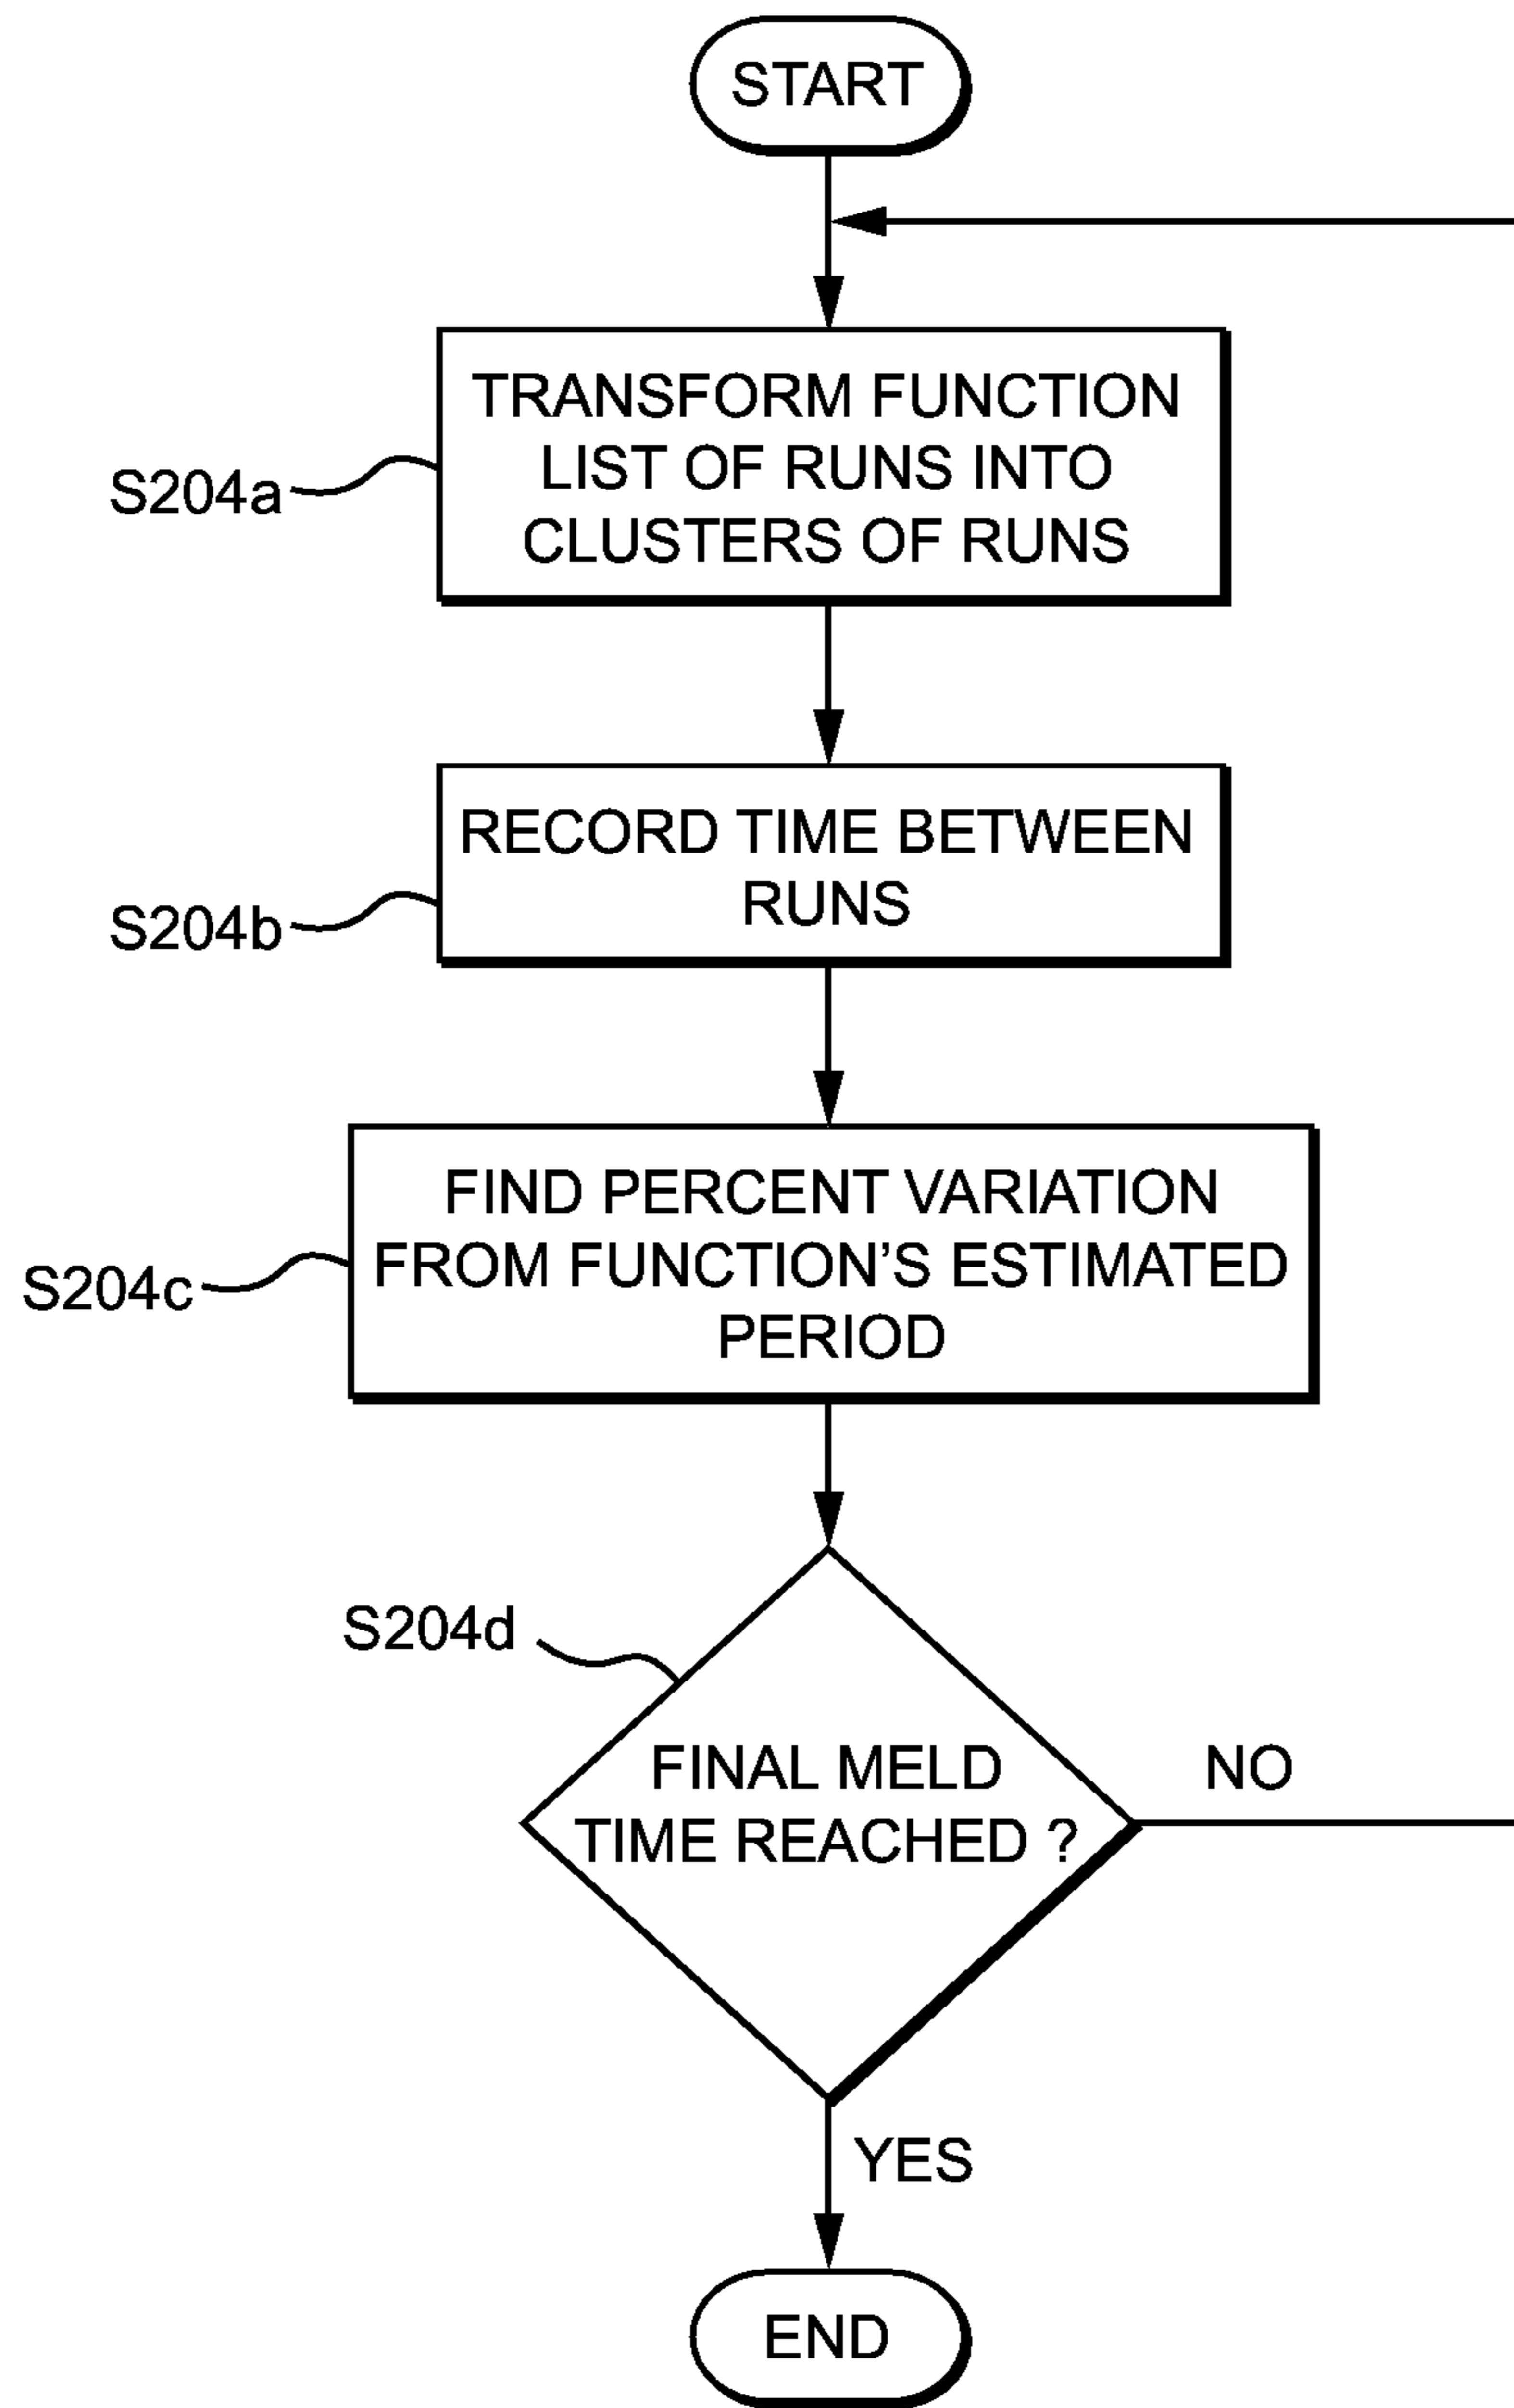 START
TRANSFORM FUNCTION
LIST OF RUNS INTO
CLUSTERS OF RUNS
S204a
RECORD TIME BETWEEN
RUNS
S204b
FIND PERCENT VARIATION
FROM FUNCTION’S ESTIMATED
PERIOD
S204c
S204d
FINAL MELD
TIME REACHED ?
NO
YES
END